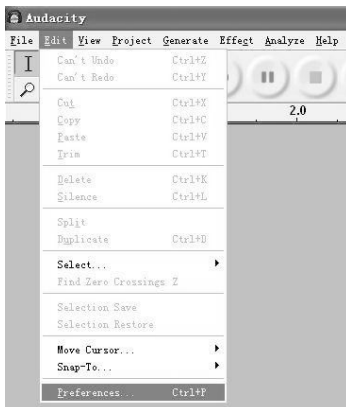 Audacity
File Edit View Project Generate Effect Analyze Help
Can't Undo Ctrl+Z
Can't Redo Ctrl+Y
Cut Ctrl+X
Copy Ctrl+C
Paste Ctrl+V
Trim Ctrl+T
Delete Ctrl+K
Silence Ctrl+L
Split
Duplicate Ctrl+D
Select...
Find Zero Crossings Z
Selection Save
Selection Restore
Move Cursor...
Snap-To...
Preferences... Ctrl+P
2.0